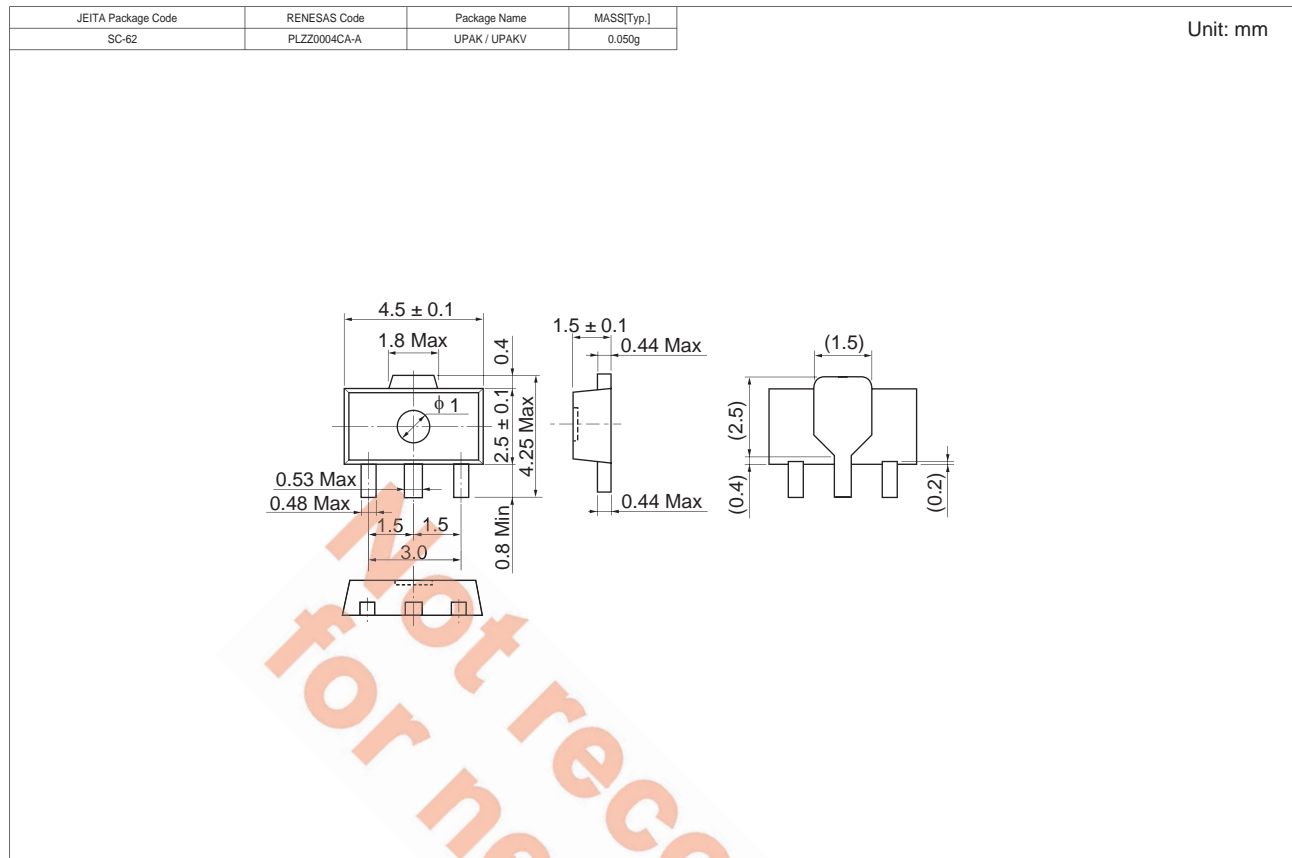 JEITA Package Code RENESAS Code Package Name MASS[Typ.]
SC-62 PLZZ0004CA-A UPAK / UPAKV 0.050g
Unit: mm
4.5 ± 0.1
1.8 Max
0.4
ϕ 1
2.5 ± 0.1
4.25 Max
0.53 Max
0.48 Max
1.5 1.5
3.0
0.8 Min
1.5 ± 0.1
0.44 Max
0.44 Max
(1.5)
(2.5)
(0.4)
(0.2)
Not reco
for ne